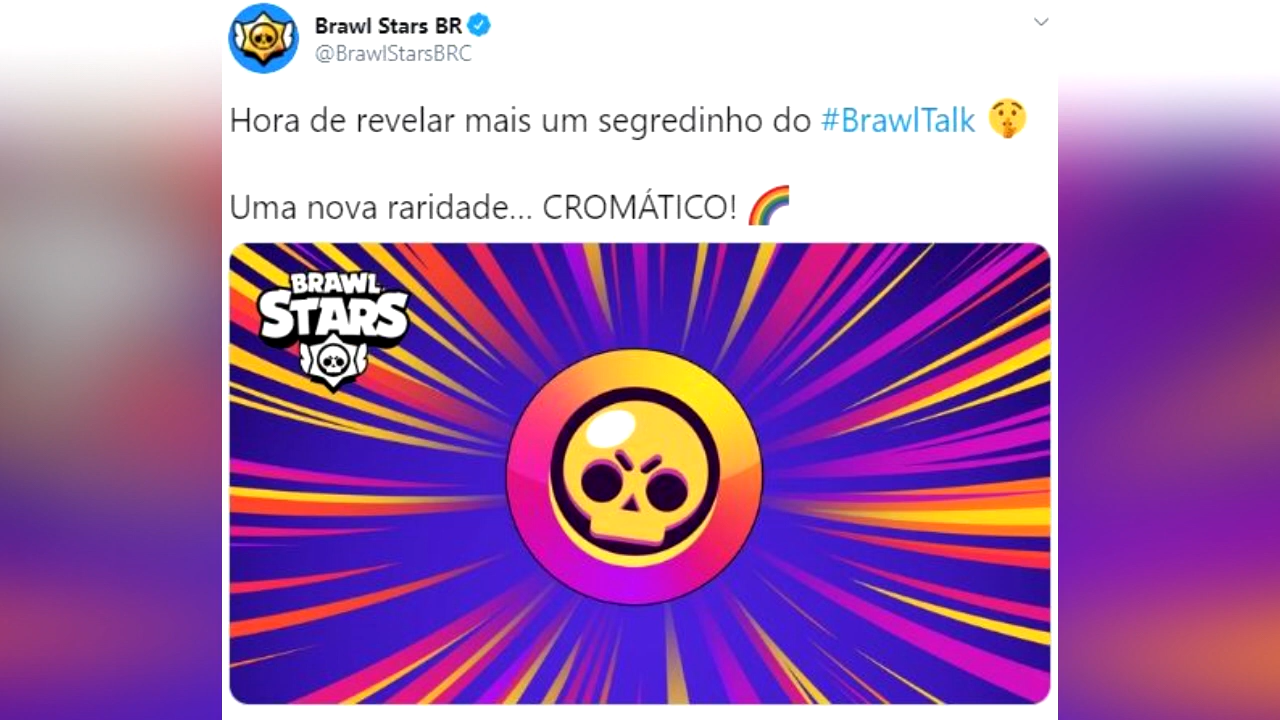 Brawl Stars BR
@BrawlStarsBRC
Hora de revelar mais um segredinho do #BrawlTalk 🤫
Uma nova raridade... CROMÁTICO! 🌈
BRAWL
STARS